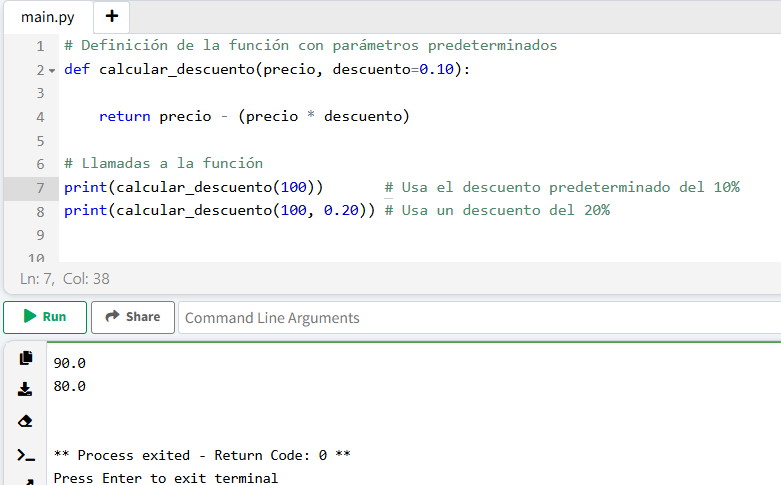 main.py +
1 # Definición de la función con parámetros predeterminados
2 def calcular_descuento(precio, descuento=0.10):
3
4 return precio - (precio * descuento)
5
6 # Llamadas a la función
7 print(calcular_descuento(100)) # Usa el descuento predeterminado del 10%
8 print(calcular_descuento(100, 0.20)) # Usa un descuento del 20%
9
10
Ln: 7, Col: 38
Run Share Command Line Arguments
90.0
80.0
** Process exited - Return Code: 0 **
Press Enter to exit terminal